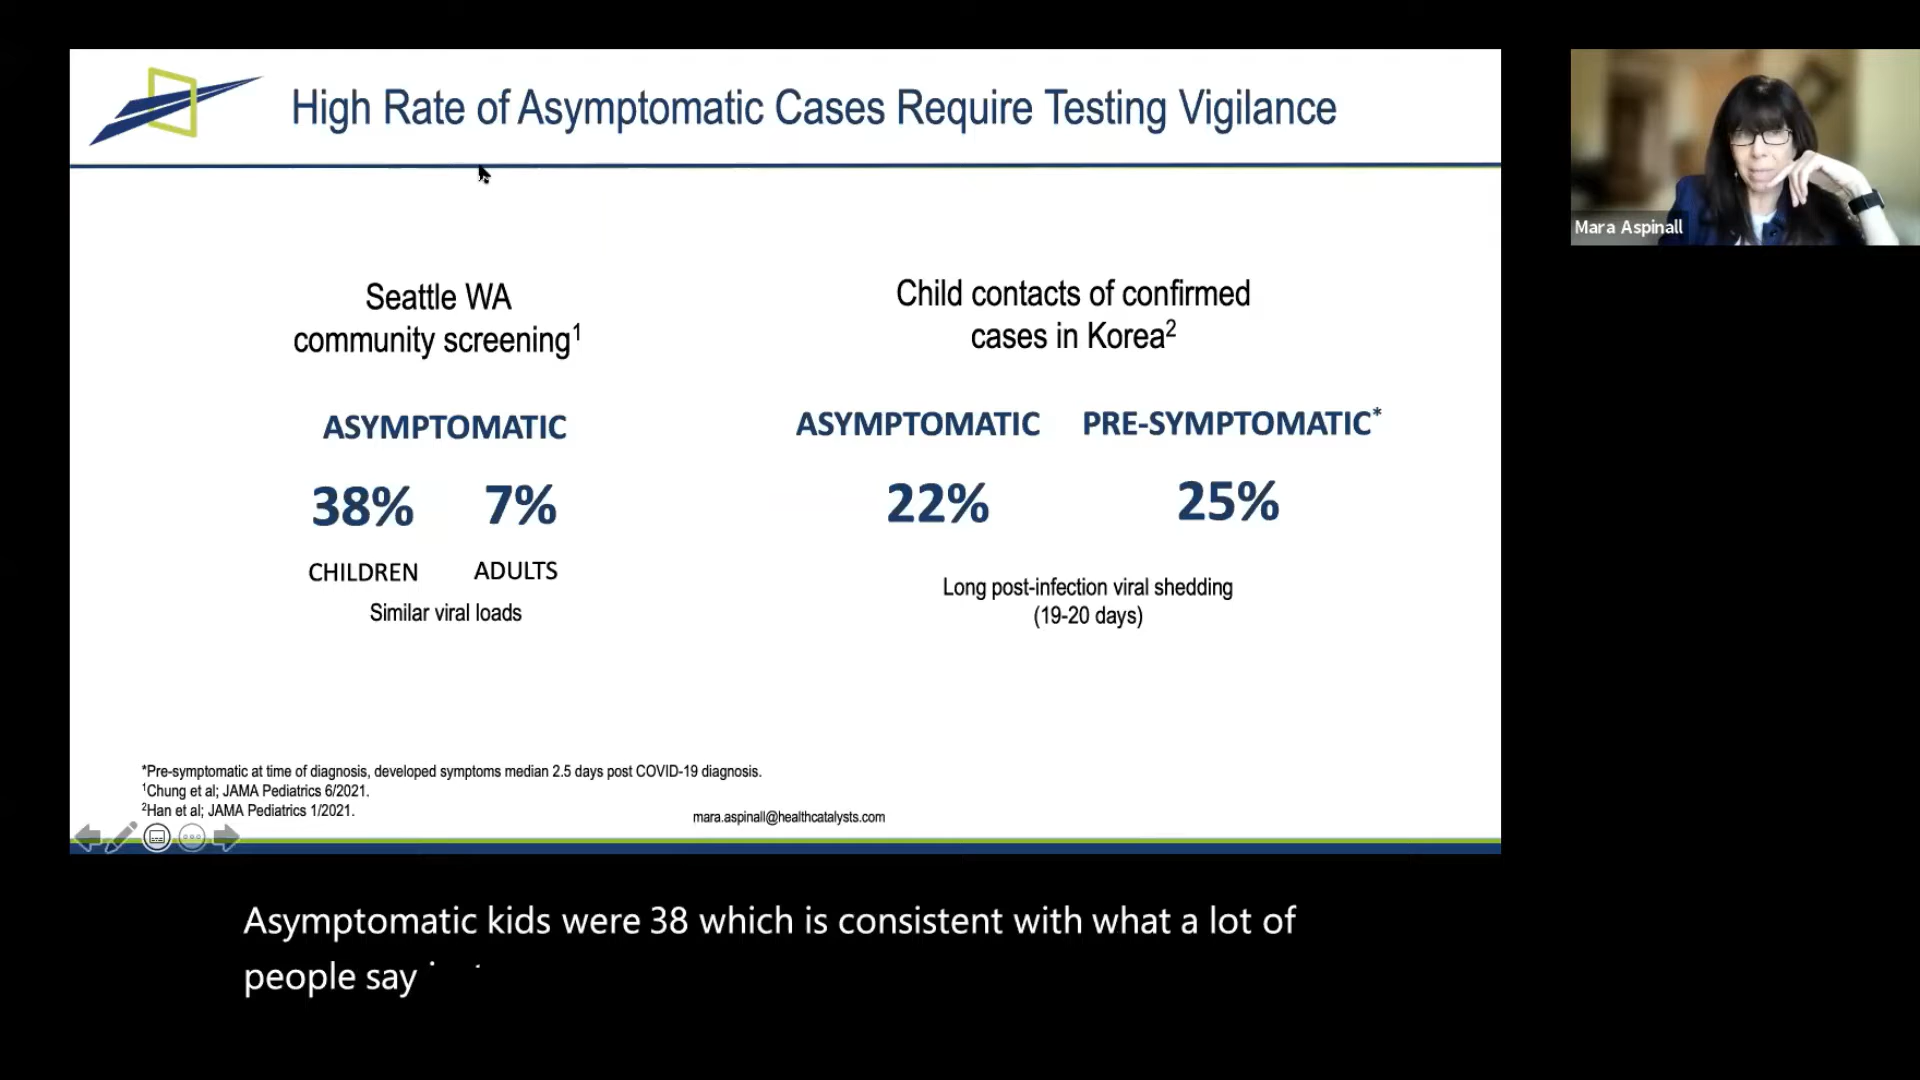 High Rate of Asymptomatic Cases Require Testing Vigilance
Mara Aspinall
Seattle WA
community screening1
ASYMPTOMATIC
38% 7%
CHILDREN ADULTS
Similar viral loads
Child contacts of confirmed
cases in Korea2
ASYMPTOMATIC PRE-SYMPTOMATIC*
22% 25%
Long post-infection viral shedding
(19-20 days)
*Pre-symptomatic at time of diagnosis, developed symptoms median 2.5 days post COVID-19 diagnosis.
1Chung et al; JAMA Pediatrics 6/2021.
2Han et al; JAMA Pediatrics 1/2021.
mara.aspinall@healthcatalysts.com
Asymptomatic kids were 38 which is consistent with what a lot of
people say